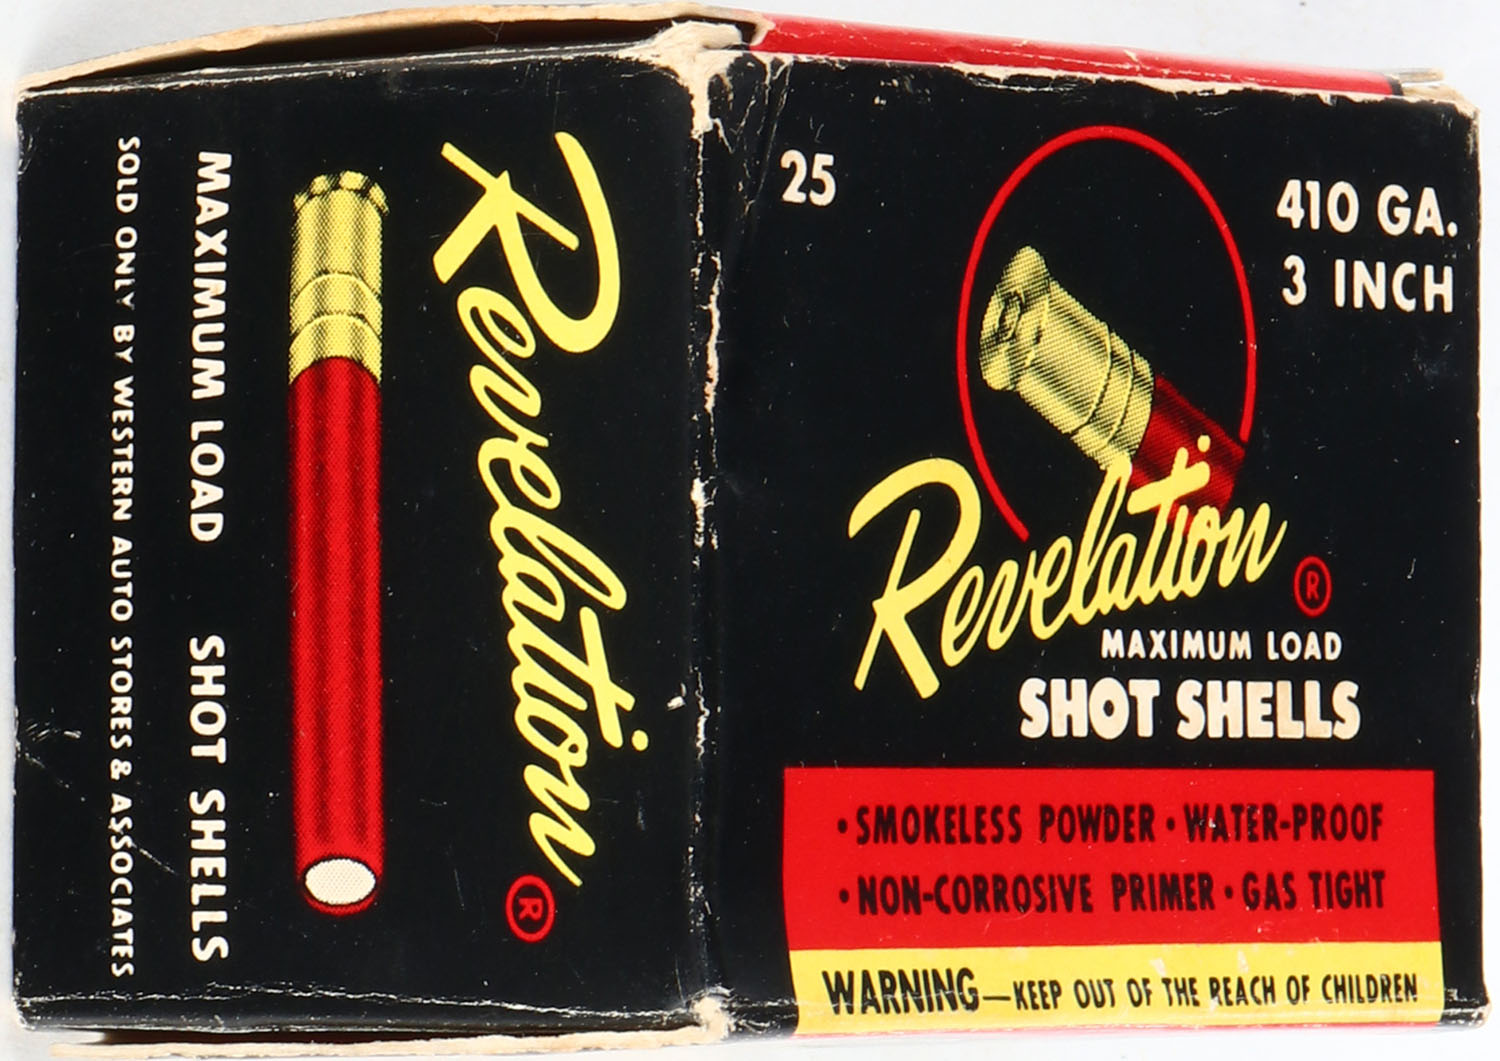 Revelation ®
MAXIMUM LOAD SHOT SHELLS
SOLD ONLY BY WESTERN AUTO STORES & ASSOCIATES
25
410 GA.
3 INCH
Revelation ®
MAXIMUM LOAD
SHOT SHELLS
• SMOKELESS POWDER • WATER-PROOF
• NON-CORROSIVE PRIMER • GAS TIGHT
WARNING—KEEP OUT OF THE REACH OF CHILDREN